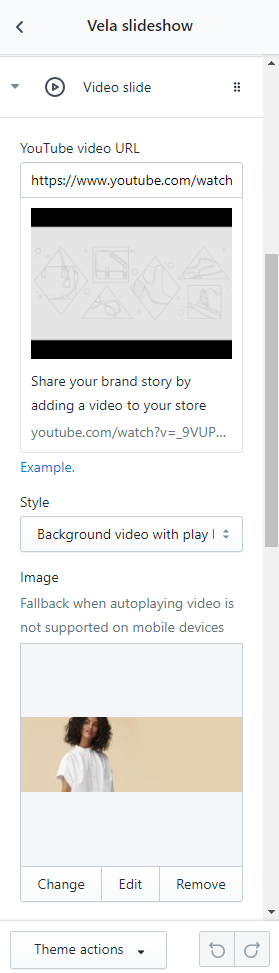 Vela slideshow
Video slide
YouTube video URL
https://www.youtube.com/watch
Share your brand story by
adding a video to your store
youtube.com/watch?v=_9VUP...
Example.
Style
Background video with play
Image
Fallback when autoplaying video is
not supported on mobile devices
Change Edit Remove
Theme actions